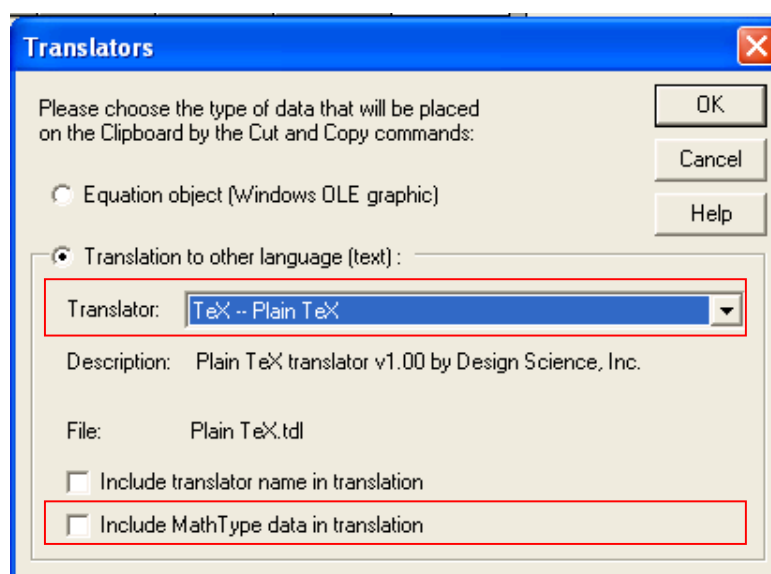 Translators
Please choose the type of data that will be placed
on the Clipboard by the Cut and Copy commands:
OK
Cancel
Help
Equation object (Windows OLE graphic)
Translation to other language (text) :
Translator: TeX -- Plain TeX
Description: Plain TeX translator v1.00 by Design Science, Inc.
File: Plain TeX.tdl
Include translator name in translation
Include MathType data in translation